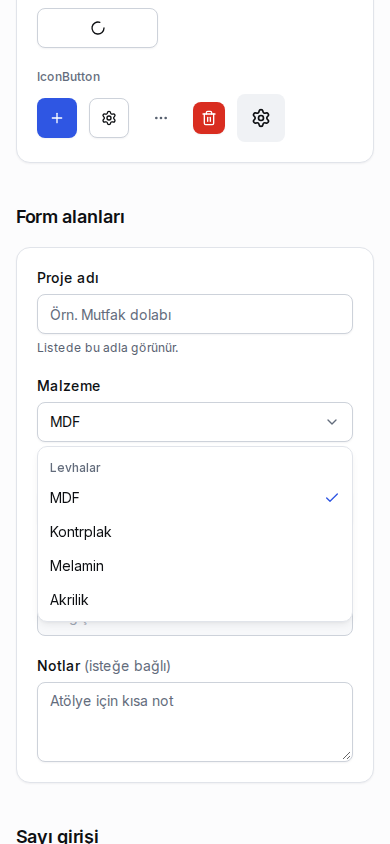 IconButton
Form alanları
Proje adı
Örn. Mutfak dolabı
Listede bu adla görünür.
Malzeme
MDF
Levhalar
MDF
Kontrplak
Melamin
Akrilik
Notlar (isteğe bağlı)
Atölye için kısa not
Sayı girişi